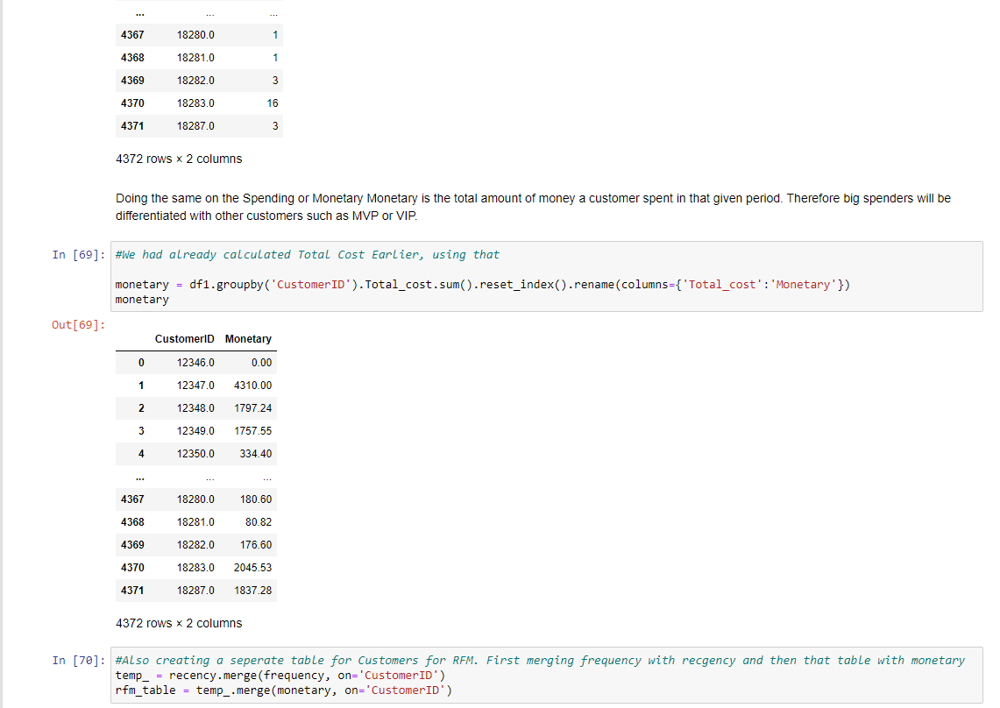 ... ... ...
4367 18280.0 1
4368 18281.0 1
4369 18282.0 3
4370 18283.0 16
4371 18287.0 3
4372 rows × 2 columns
Doing the same on the Spending or Monetary Monetary is the total amount of money a customer spent in that given period. Therefore big spenders will be
differentiated with other customers such as MVP or VIP.
In [69]: #We had already calculated Total Cost Earlier, using that
monetary = df1.groupby('CustomerID').Total_cost.sum().reset_index().rename(columns={'Total_cost':'Monetary'})
monetary
Out[69]:
CustomerID Monetary
0 12346.0 0.00
1 12347.0 4310.00
2 12348.0 1797.24
3 12349.0 1757.55
4 12350.0 334.40
... ... ...
4367 18280.0 180.60
4368 18281.0 80.82
4369 18282.0 176.60
4370 18283.0 2045.53
4371 18287.0 1837.28
4372 rows × 2 columns
In [70]: #Also creating a seperate table for Customers for RFM. First merging frequency with recgency and then that table with monetary
temp_ = recency.merge(frequency, on='CustomerID')
rfm_table = temp_.merge(monetary, on='CustomerID')